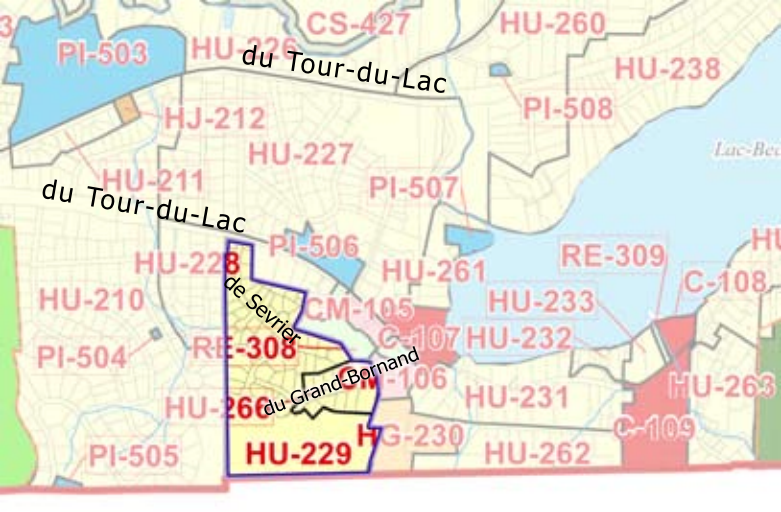 3
CS-427
HU-260
PI-503
HU-226
du Tour-du-Lac
HU-238
PI-508
HJ-212
HU-227
Lac-Bea
HU-211
PI-507
du Tour-du-Lac
HU
PI-506
RE-309
HU-228
HU-261
C-108
de Sevrier
HU-210
CM-105
HU-233
C-107
HU-232
PI-504
RE-308
du Grand-Bornand
CM-106
HU-263
HU-231
HU-266
C-109
HG-230
HU-229
HU-262
PI-505